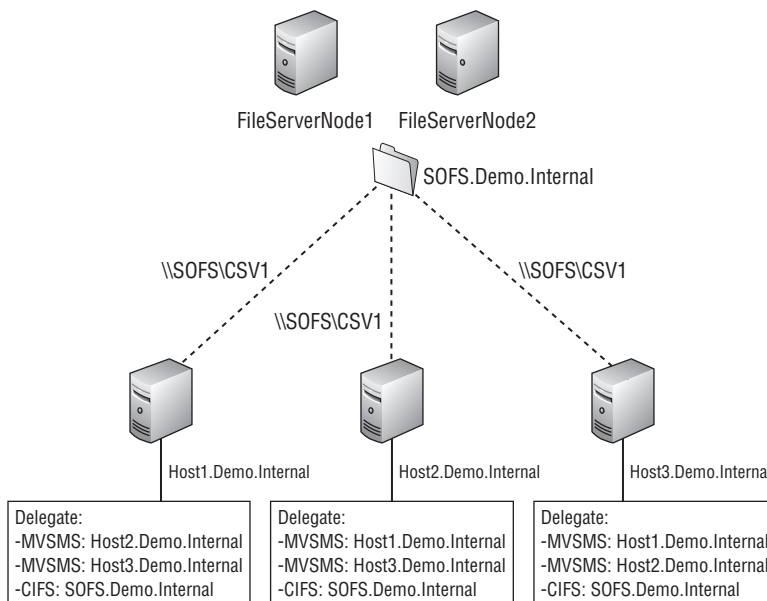 FileServerNode1 FileServerNode2
SOFS.Demo.Internal
\\SOFS\CSV1 \\SOFS\CSV1
\\SOFS\CSV1
Host1.Demo.Internal Host2.Demo.Internal Host3.Demo.Interna
Delegate:
-MVSMS: Host2.Demo.Internal
-MVSMS: Host3.Demo.Internal
-CIFS: SOFS.Demo.Internal
Delegate:
-MVSMS: Host1.Demo.Internal
-MVSMS: Host3.Demo.Internal
-CIFS: SOFS.Demo.Internal
Delegate:
-MVSMS: Host1.Demo.Internal
-MVSMS: Host2.Demo.Internal
-CIFS: SOFS.Demo.Internal